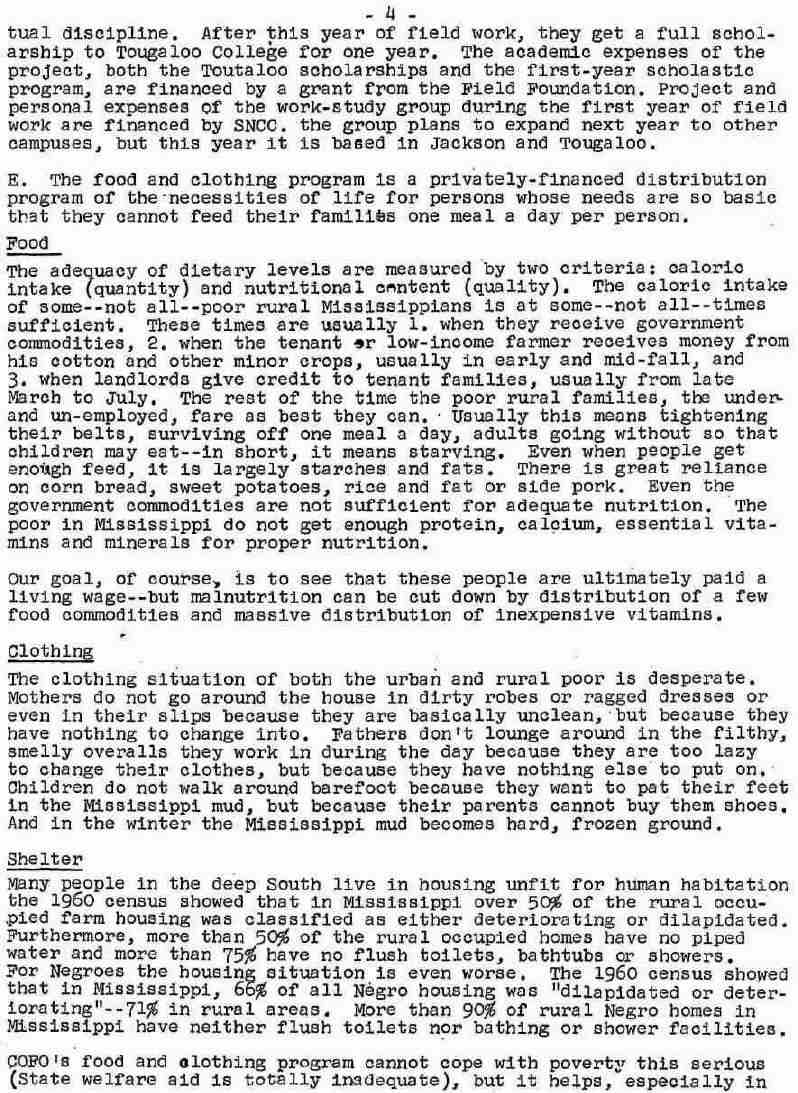 - 4 -
tual discipline. After this year of field work, they get a full schol-
arship to Tougaloo College for one year. The academic expenses of the
project, both the Toutaloo scholarships and the first-year scholastic
program, are financed by a grant from the Field Foundation. Project and
personal expenses of the work-study group during the first year of field
work are financed by SNCC. the group plans to expand next year to other
campuses, but this year it is based in Jackson and Tougaloo.

E. The food and clothing program is a privately-financed distribution
program of the necessities of life for persons whose needs are so basic
that they cannot feed their families one meal a day per person.
Food
The adequacy of dietary levels are measured by two criteria: caloric
intake (quantity) and nutritional content (quality). The caloric intake
of some--not all--poor rural Mississippians is at some--not all--times
sufficient. These times are usually 1. when they receive government
commodities, 2. when the tenant or low-income farmer receives money from
his cotton and other minor crops, usually in early and mid-fall, and
3. when landlords give credit to tenant families, usually from late
March to July. The rest of the time the poor rural families, the under-
and un-employed, fare as best they can. Usually this means tightening
their belts, surviving off one meal a day, adults going without so that
children may eat--in short, it means starving. Even when people get
enough feed, it is largely starches and fats. There is great reliance
on corn bread, sweet potatoes, rice and fat or side pork. Even the
government commodities are not sufficient for adequate nutrition. The
poor in Mississippi do not get enough protein, calcium, essential vita-
mins and minerals for proper nutrition.

Our goal, of course, is to see that these people are ultimately paid a
living wage--but malnutrition can be cut down by distribution of a few
food commodities and massive distribution of inexpensive vitamins.

Clothing
The clothing situation of both the urban and rural poor is desperate.
Mothers do not go around the house in dirty robes or ragged dresses or
even in their slips because they are basically unclean, but because they
have nothing to change into. Fathers don't lounge around in the filthy,
smelly overalls they work in during the day because they are too lazy
to change their clothes, but because they have nothing else to put on.
Children do not walk around barefoot because they want to pat their feet
in the Mississippi mud, but because their parents cannot buy them shoes.
And in the winter the Mississippi mud becomes hard, frozen ground.

Shelter
Many people in the deep South live in housing unfit for human habitation
the 1960 census showed that in Mississippi over 50% of the rural occu-
pied farm housing was classified as either deteriorating or dilapidated.
Furthermore, more than 50% of the rural occupied homes have no piped
water and more than 75% have no flush toilets, bathtubs or showers.
For Negroes the housing situation is even worse. The 1960 census showed
that in Mississippi, 66% of all Negro housing was "dilapidated or deter-
iorating"--71% in rural areas. More than 90% of rural Negro homes in
Mississippi have neither flush toilets nor bathing or shower facilities.

COFO's food and clothing program cannot cope with poverty this serious
(State welfare aid is totally inadequate), but it helps, especially in